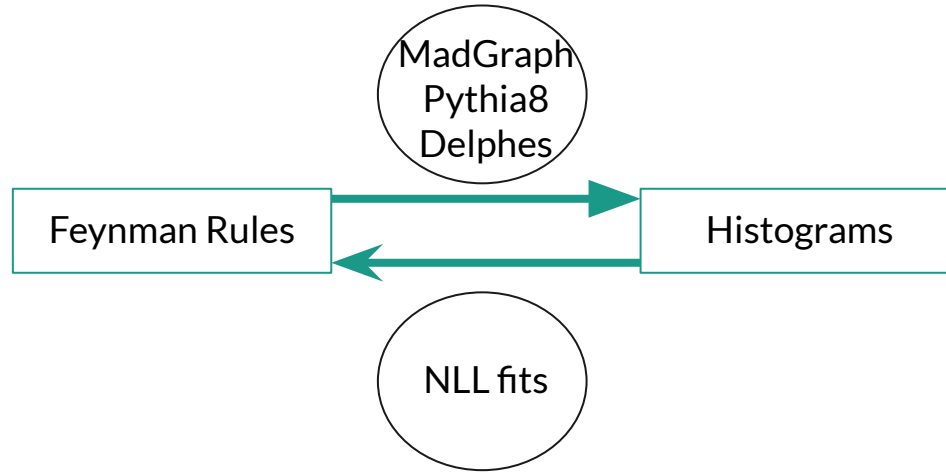 MadGraph
Pythia8
Delphes
Feynman Rules
Histograms
NLL fits